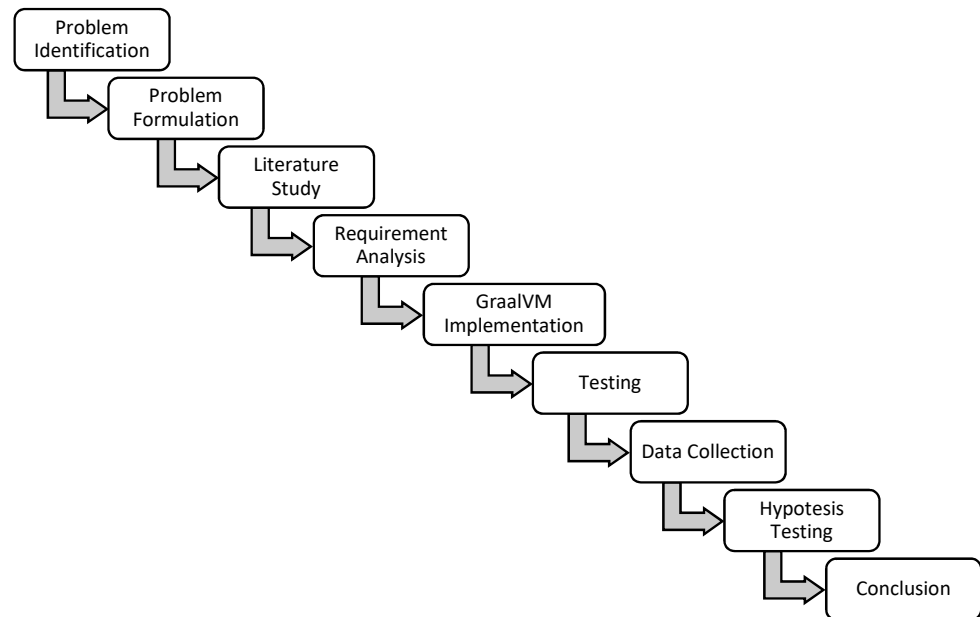 Problem
Identification
Problem
Formulation
Literature
Study
Requirement
Analysis
GraalVM
Implementation
Testing
Data Collection
Hypotesis
Testing
Conclusion